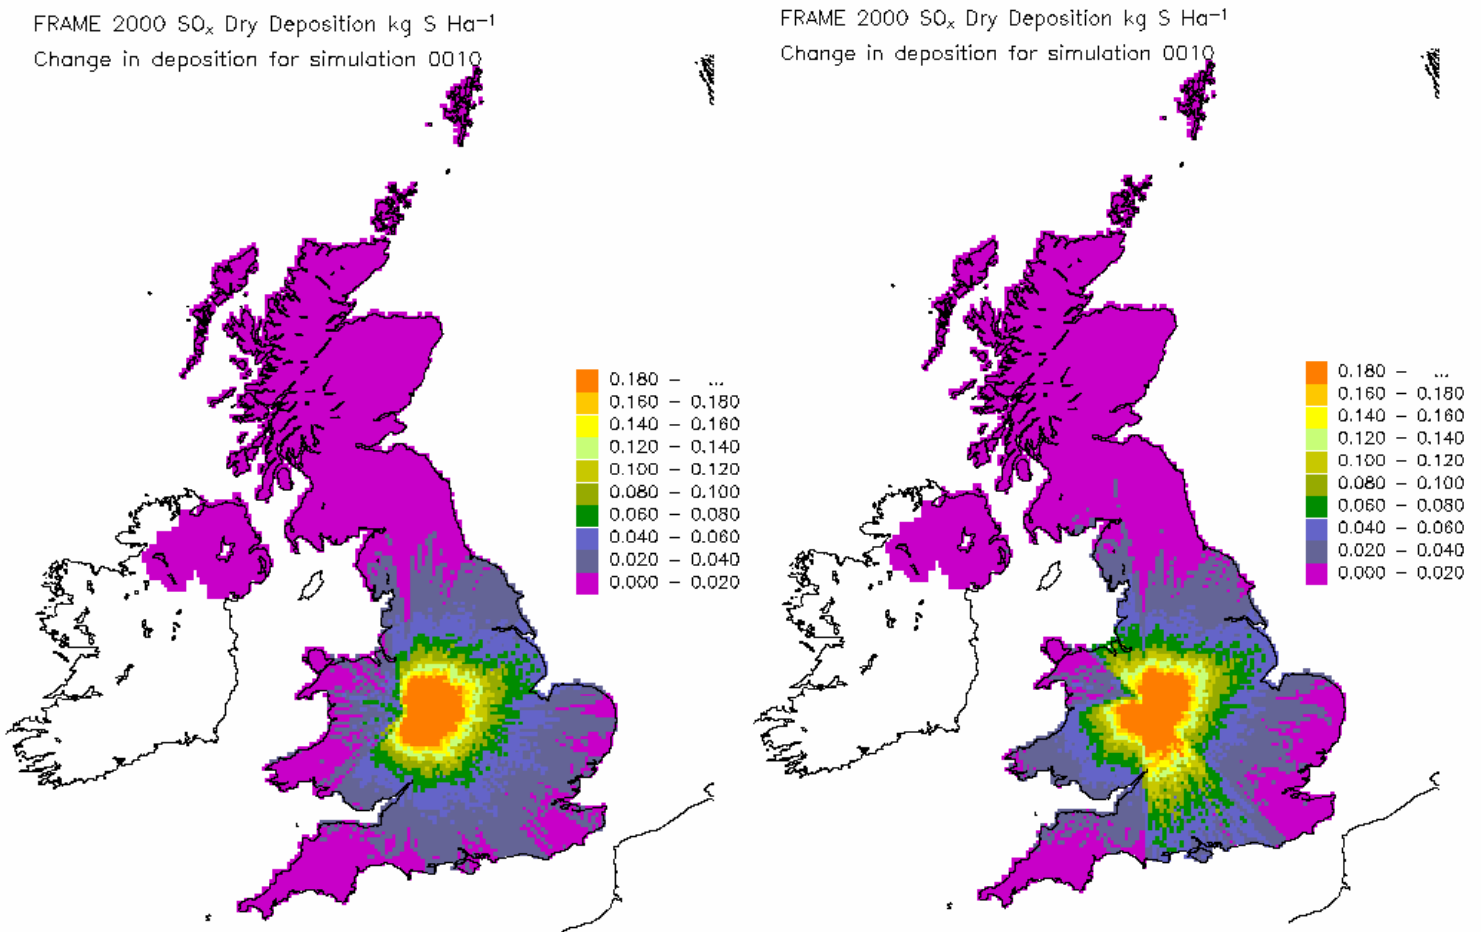 FRAME 2000 SOₓ Dry Deposition kg S Ha⁻¹
Change in deposition for simulation 0010
0.180 – ...
0.160 – 0.180
0.140 – 0.160
0.120 – 0.140
0.100 – 0.120
0.080 – 0.100
0.060 – 0.080
0.040 – 0.060
0.020 – 0.040
0.000 – 0.020
FRAME 2000 SOₓ Dry Deposition kg S Ha⁻¹
Change in deposition for simulation 0010
0.180 – ...
0.160 – 0.180
0.140 – 0.160
0.120 – 0.140
0.100 – 0.120
0.080 – 0.100
0.060 – 0.080
0.040 – 0.060
0.020 – 0.040
0.000 – 0.020